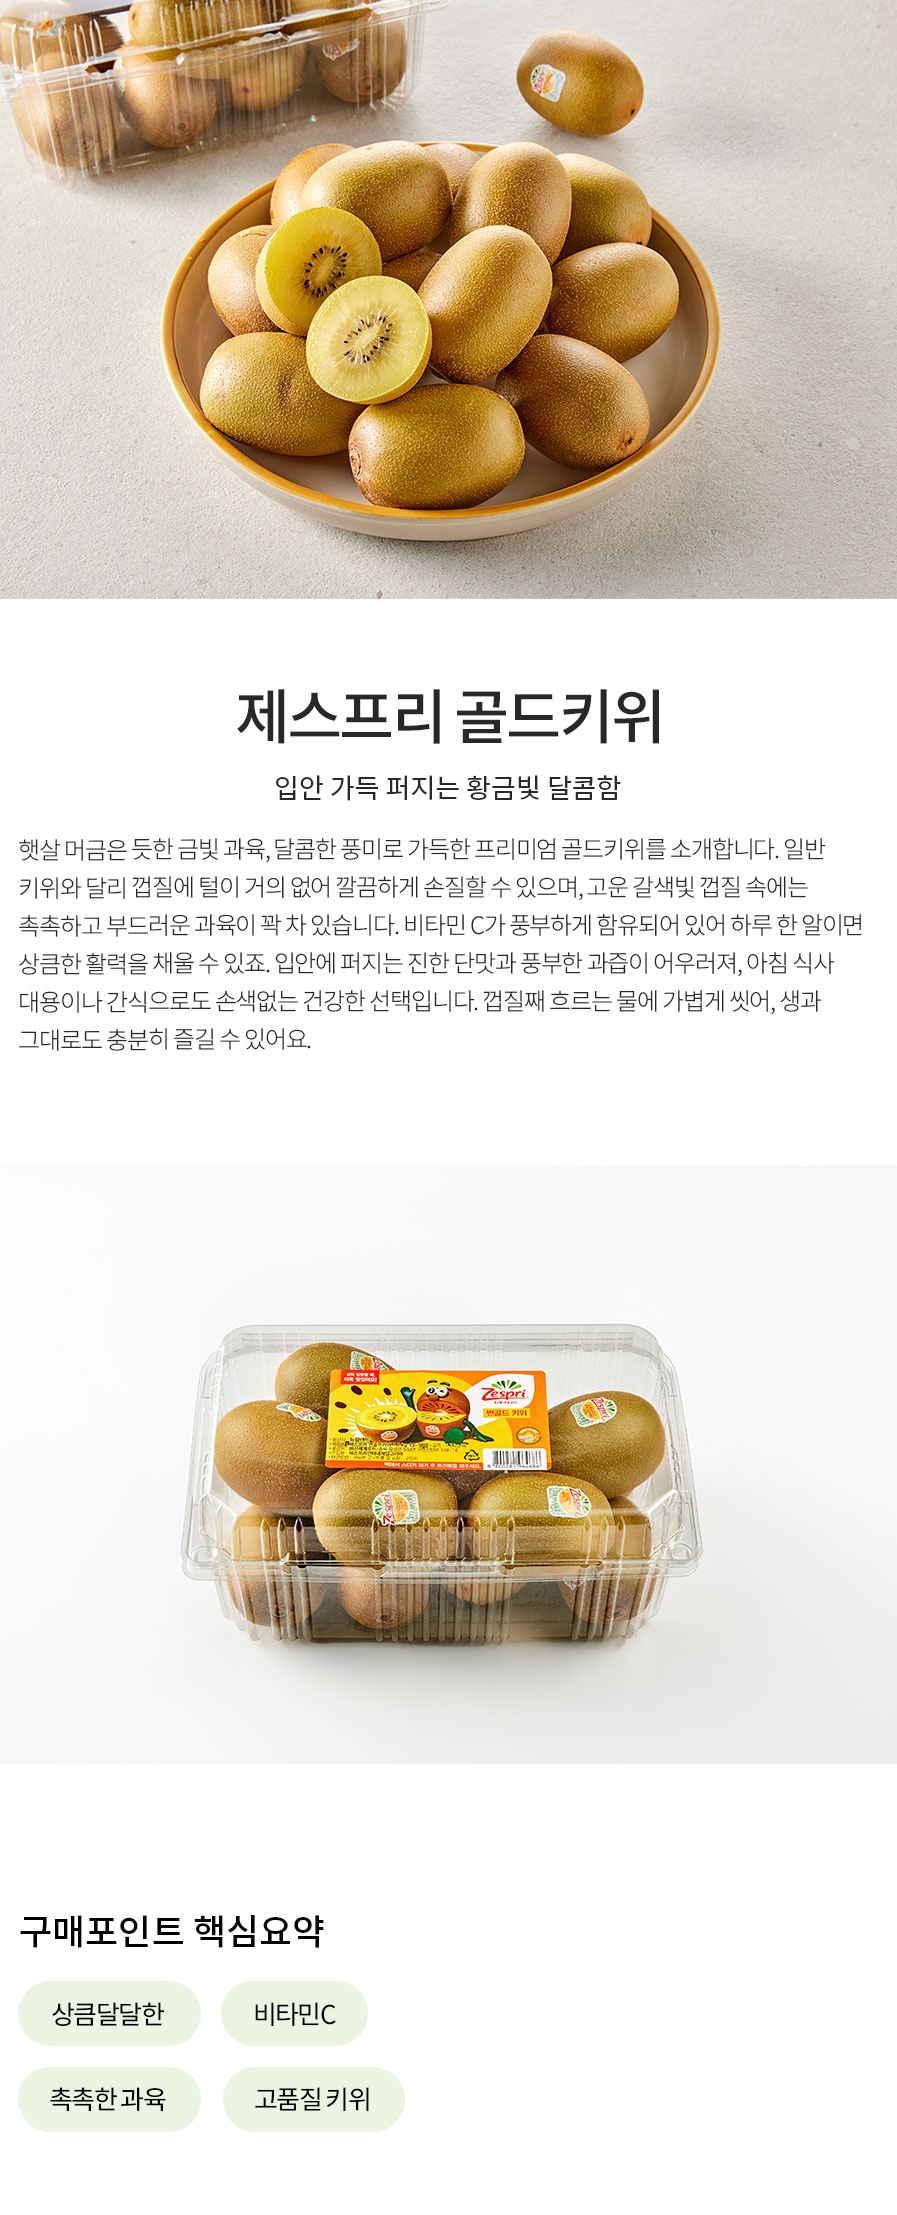 제스프리 골드키위
입안 가득 퍼지는 황금빛 달콤함
햇살 머금은 듯한 금빛 과육, 달콤한 풍미로 가득한 프리미엄 골드키위를 소개합니다. 일반
키위와 달리 껍질에 털이 거의 없어 깔끔하게 손질할 수 있으며, 고운 갈색빛 껍질 속에는
촉촉하고 부드러운 과육이 꽉 차 있습니다. 비타민 C가 풍부하게 함유되어 있어 하루 한 알이면
상큼한 활력을 채울 수 있죠. 입안에 퍼지는 진한 단맛과 풍부한 과즙이 어우러져, 아침 식사
대용이나 간식으로도 손색없는 건강한 선택입니다. 껍질째 흐르는 물에 가볍게 씻어, 생과
그대로도 충분히 즐길 수 있어요.
Zespri
썬골드 키위
구매포인트 핵심요약
상큼달달한
비타민C
촉촉한 과육
고품질 키위